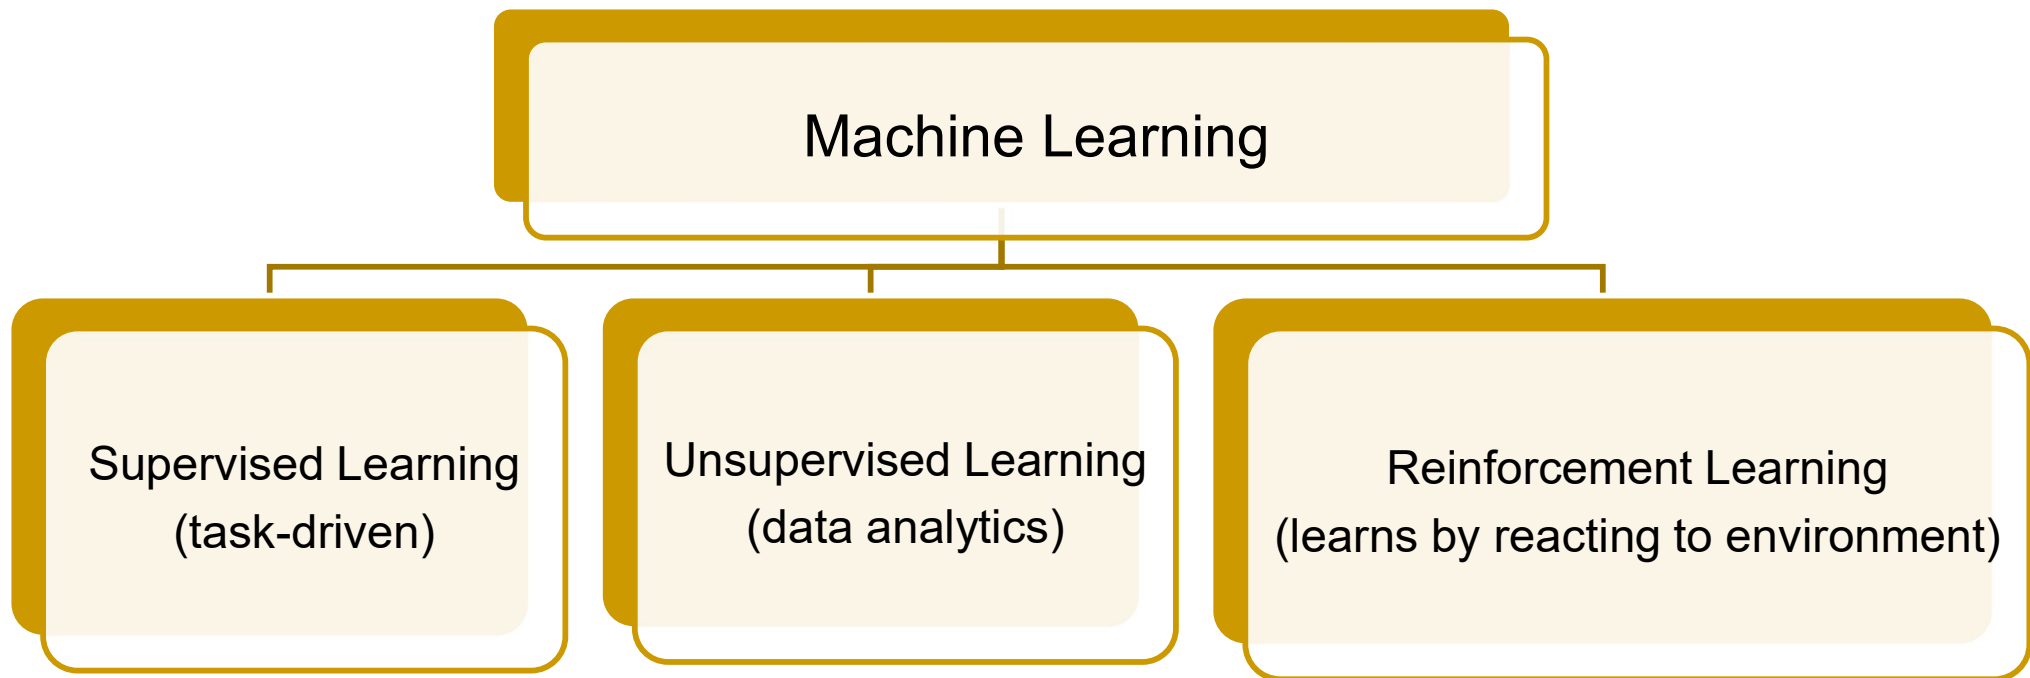 Machine Learning
Supervised Learning
(task-driven)
Unsupervised Learning
(data analytics)
Reinforcement Learning
(learns by reacting to environment)